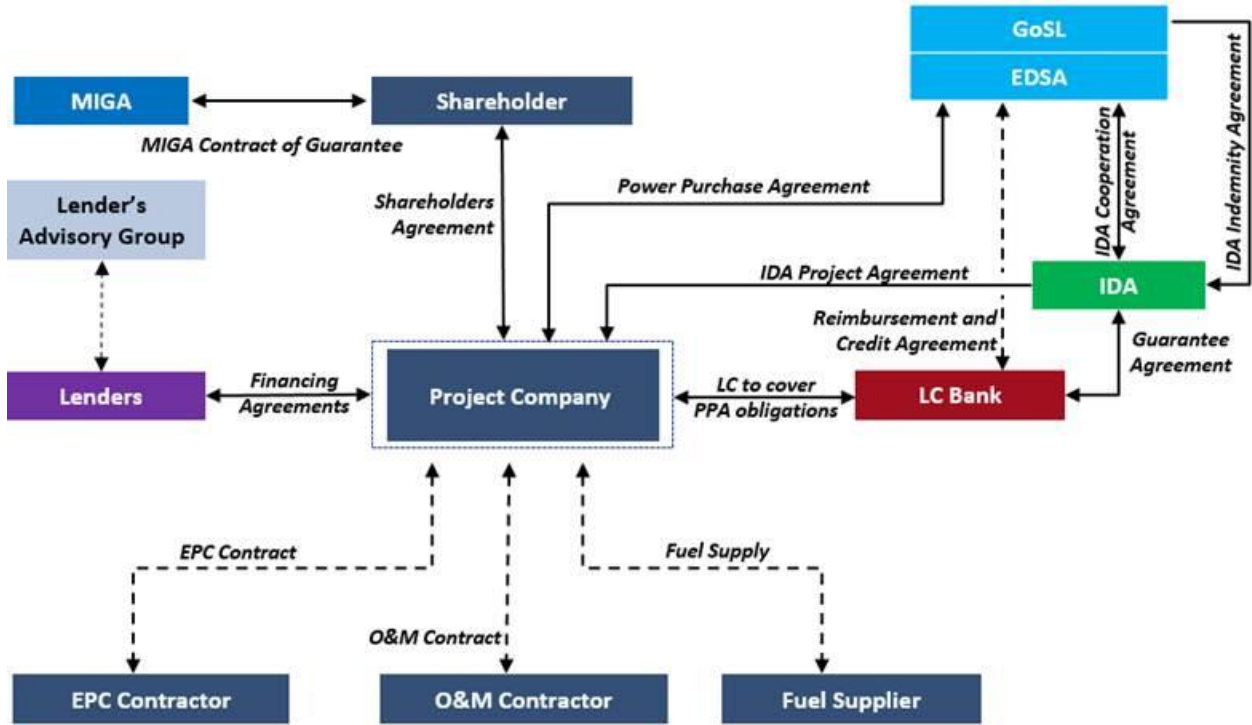 GoSL
EDSA
MIGA
Shareholder
MIGA Contract of Guarantee
IDA Indemnity Agreement
IDA Cooperation
Agreement
Power Purchase Agreement
Shareholders
Agreement
Lender's
Advisory Group
IDA Project Agreement
IDA
Reimbursement and
Credit Agreement
Guarantee
Agreement
Lenders
Financing
Agreements
Project Company
LC to cover
PPA obligations
LC Bank
EPC Contract
Fuel Supply
O&M Contract
EPC Contractor
O&M Contractor
Fuel Supplier